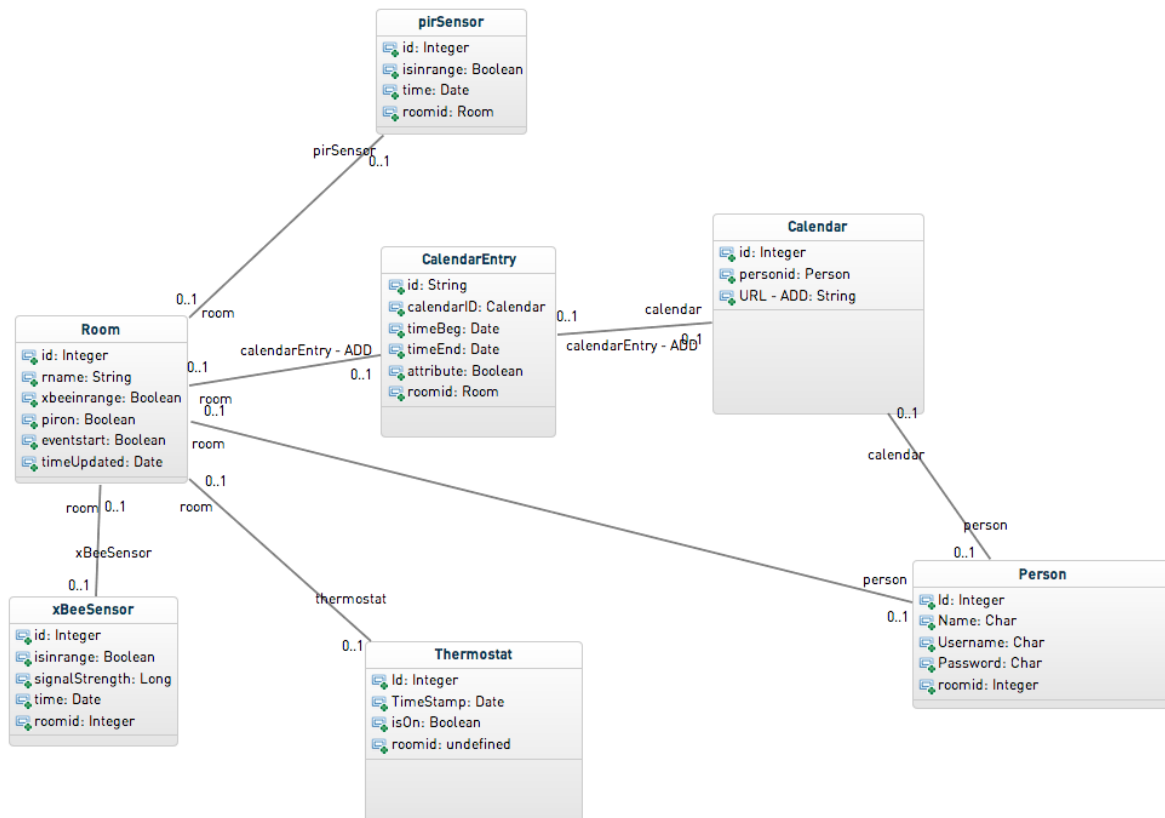 pirSensor
id: Integer
isinrange: Boolean
time: Date
roomid: Room
pirSensor
0..1
0..1
room
Calendar
id: Integer
personid: Person
URL - ADD: String
CalendarEntry
id: String
calendarID: Calendar
timeBeg: Date
timeEnd: Date
attribute: Boolean
roomid: Room
0..1
calendar
calendarEntry - ADD
0..1
Room
id: Integer
rname: String
xbeeinrange: Boolean
piron: Boolean
eventstart: Boolean
timeUpdated: Date
calendarEntry - ADD
0..1
0..1
room
0..1
room
0..1
calendar
person
0..1
person
0..1
0..1
room
room
0..1
xBeeSensor
0..1
thermostat
0..1
xBeeSensor
id: Integer
isinrange: Boolean
signalStrength: Long
time: Date
roomid: Integer
Thermostat
Id: Integer
TimeStamp: Date
isOn: Boolean
roomid: undefined
Person
Id: Integer
Name: Char
Username: Char
Password: Char
roomid: Integer